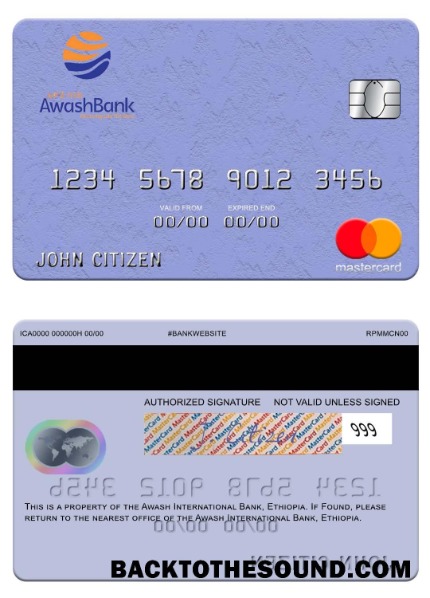 AwashBank
1234 5678 9012 3456
VALID FROM EXPIRED END
00/00 00/00
JOHN CITIZEN
mastercard
ICA0000 000000H 00/00 #BANKWEBSITE RPMMCN00
AUTHORIZED SIGNATURE NOT VALID UNLESS SIGNED
999
THIS IS A PROPERTY OF THE AWASH INTERNATIONAL BANK, ETHIOPIA. IF FOUND, PLEASE
RETURN TO THE NEAREST OFFICE OF THE AWASH INTERNATIONAL BANK, ETHIOPIA.
BACKTOTHESOUND.COM